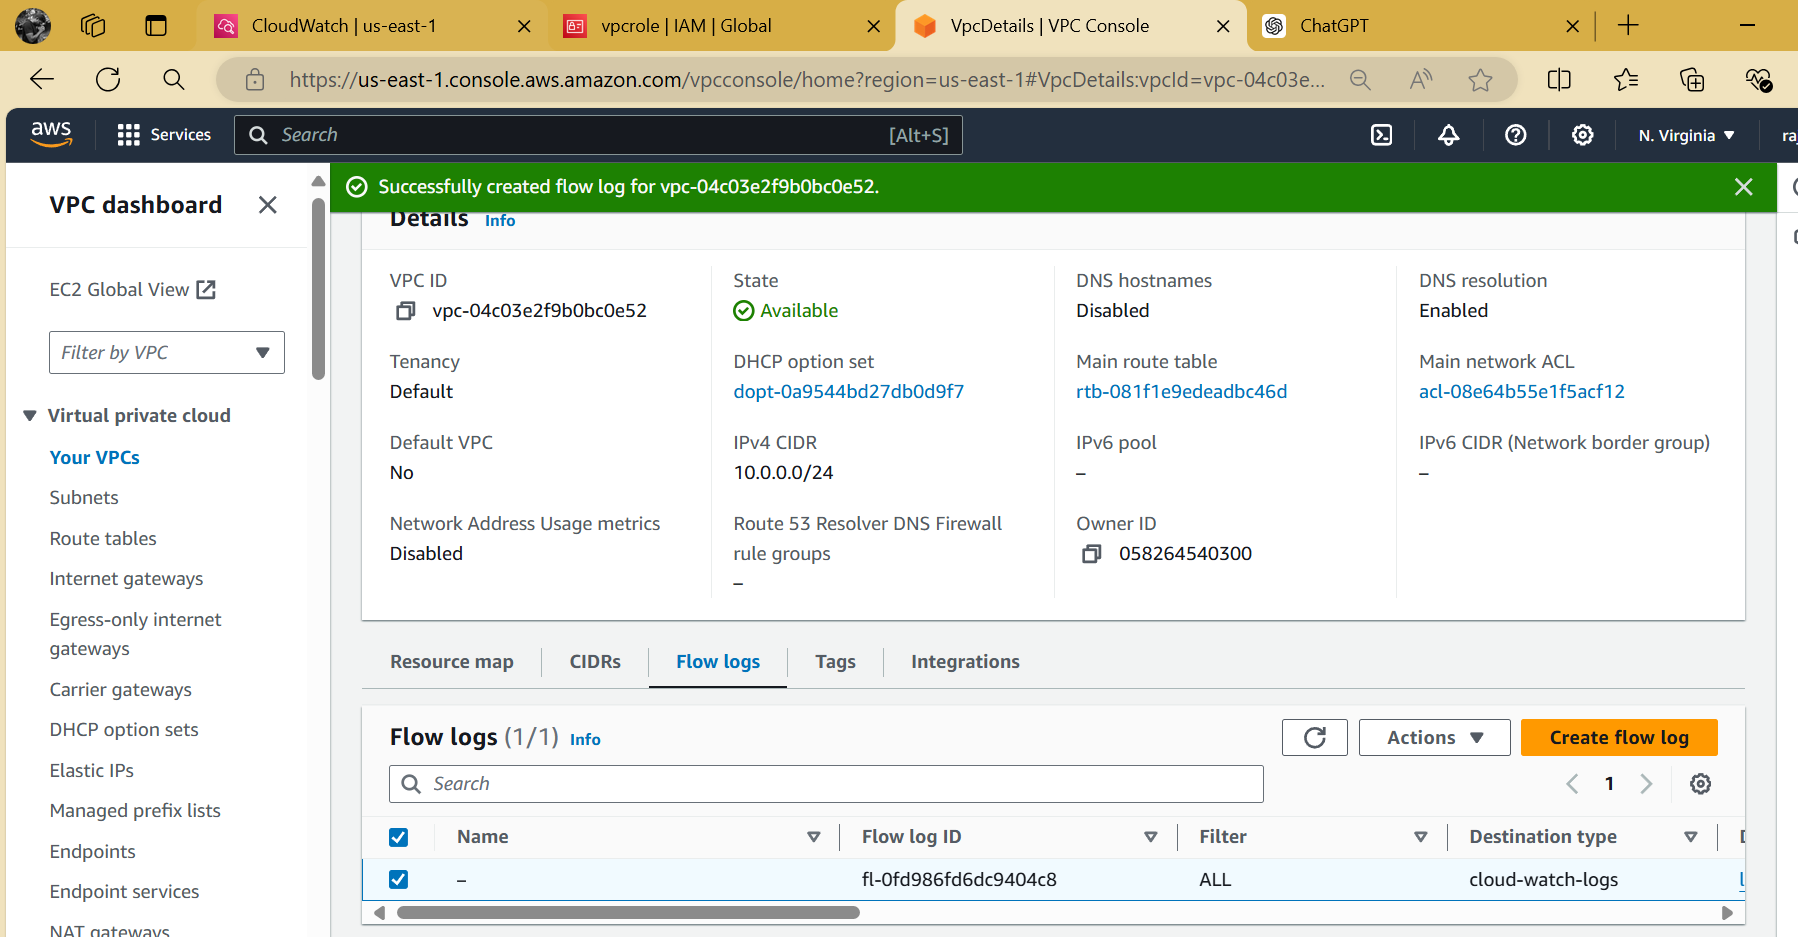 CloudWatch | us-east-1
vpcrole | IAM | Global
VpcDetails | VPC Console
ChatGPT
https://us-east-1.console.aws.amazon.com/vpcconsole/home?region=us-east-1#VpcDetails:vpcId=vpc-04c03e...
aws
Services
Search
[Alt+S]
N. Virginia
VPC dashboard
Successfully created flow log for vpc-04c03e2f9b0bc0e52.
EC2 Global View
Filter by VPC
Virtual private cloud
Your VPCs
Subnets
Route tables
Internet gateways
Egress-only internet
gateways
Carrier gateways
DHCP option sets
Elastic IPs
Managed prefix lists
Endpoints
Endpoint services
NAT gateways
Details Info
VPC ID
vpc-04c03e2f9b0bc0e52
State
Available
DNS hostnames
Disabled
DNS resolution
Enabled
Tenancy
Default
DHCP option set
dopt-0a9544bd27db0d9f7
Main route table
rtb-081f1e9edeadbc46d
Main network ACL
acl-08e64b55e1f5acf12
Default VPC
No
IPv4 CIDR
10.0.0.0/24
IPv6 pool
–
IPv6 CIDR (Network border group)
–
Network Address Usage metrics
Disabled
Route 53 Resolver DNS Firewall
rule groups
–
Owner ID
058264540300
Resource map
CIDRs
Flow logs
Tags
Integrations
Flow logs (1/1) Info
Actions
Create flow log
Search
1
Name
Flow log ID
Filter
Destination type
–
fl-0fd986fd6dc9404c8
ALL
cloud-watch-logs